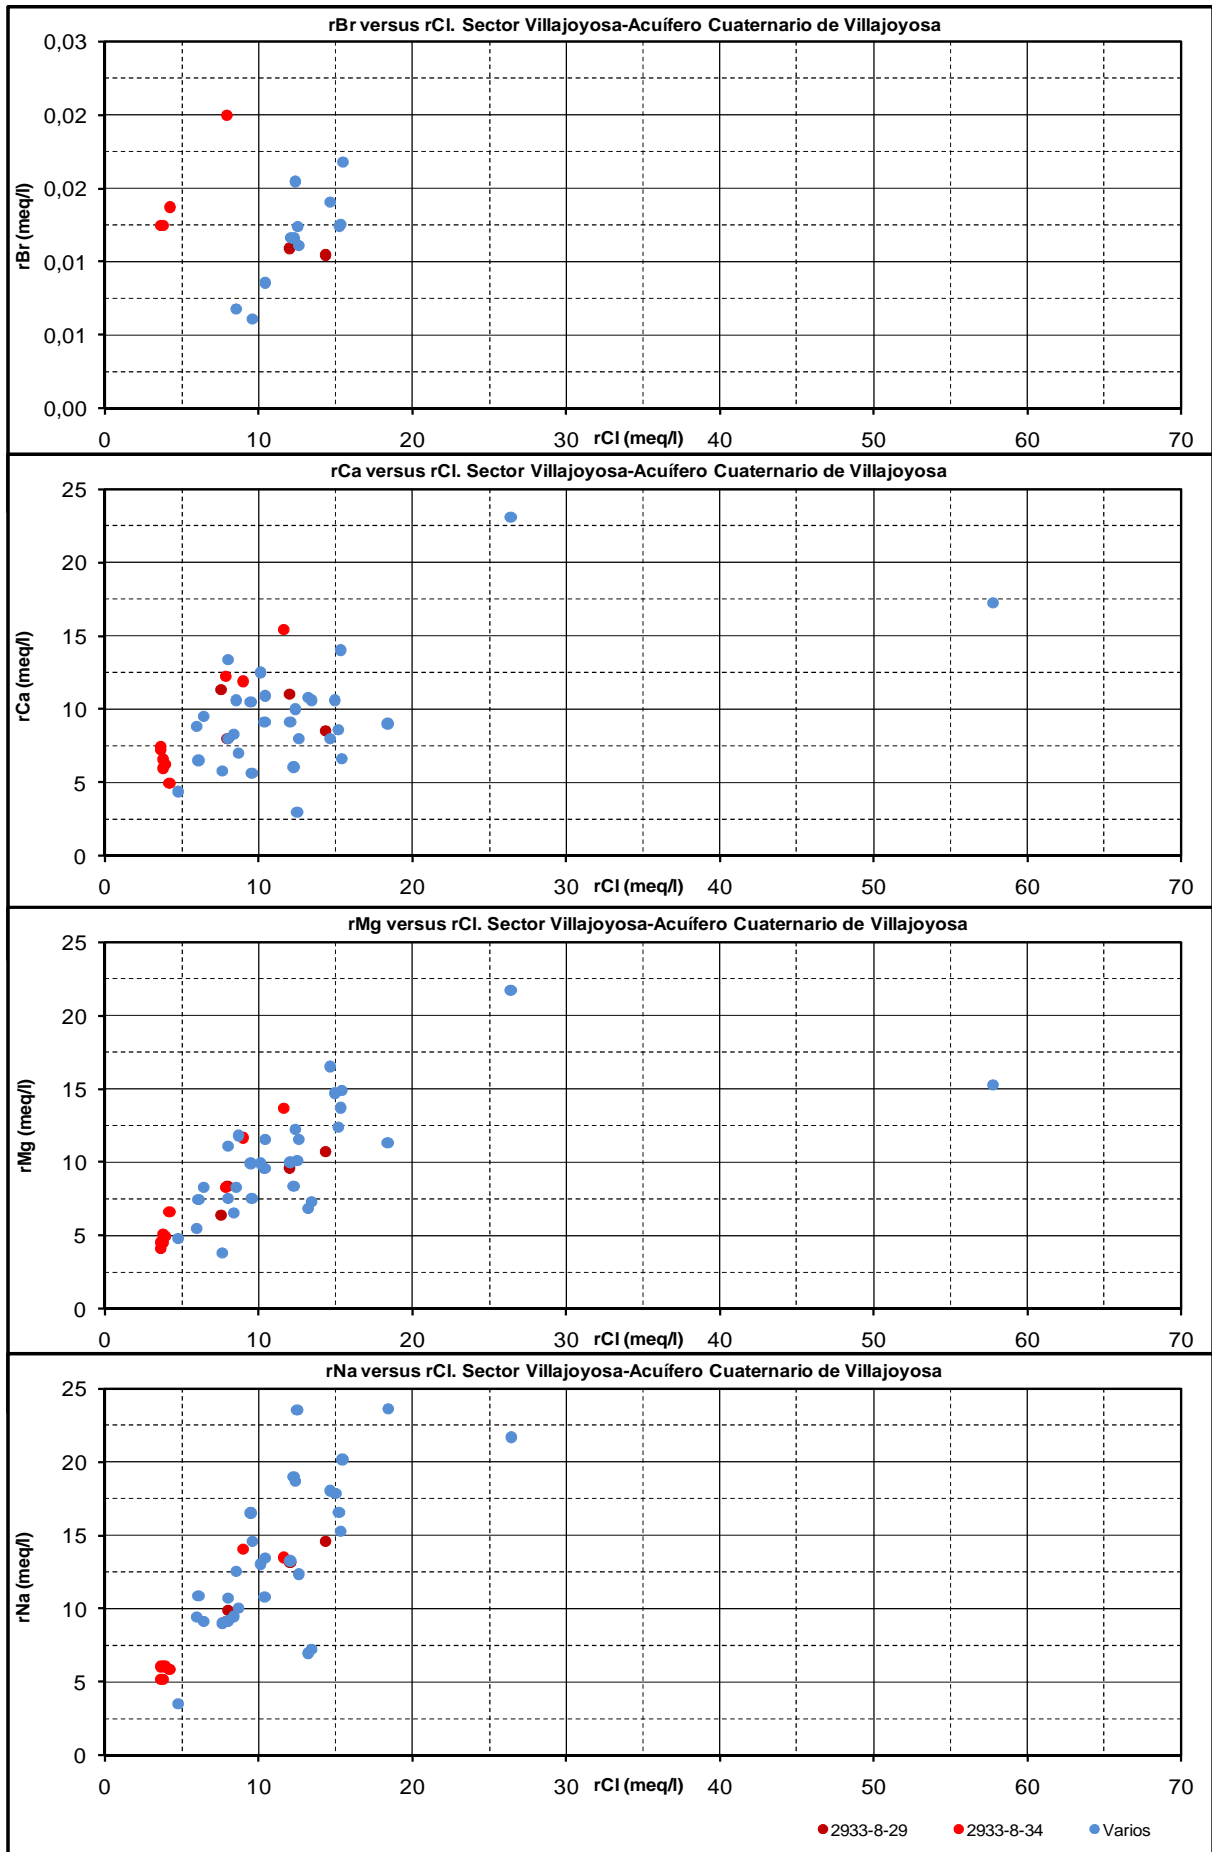 rBr versus rCl. Sector Villajoyosa-Acuífero Cuaternario de Villajoyosa
0,03
0,02
0,02
0,01
0,01
0,00
rBr (meq/l)
0 10 20 30 40 50 60 70
rCl (meq/l)
rCa versus rCl. Sector Villajoyosa-Acuífero Cuaternario de Villajoyosa
25
20
15
10
5
0
rCa (meq/l)
0 10 20 30 40 50 60 70
rCl (meq/l)
rMg versus rCl. Sector Villajoyosa-Acuífero Cuaternario de Villajoyosa
25
20
15
10
5
0
rMg (meq/l)
0 10 20 30 40 50 60 70
rCl (meq/l)
rNa versus rCl. Sector Villajoyosa-Acuífero Cuaternario de Villajoyosa
25
20
15
10
5
0
rNa (meq/l)
0 10 20 30 40 50 60 70
rCl (meq/l)
2933-8-29 2933-8-34 Varios